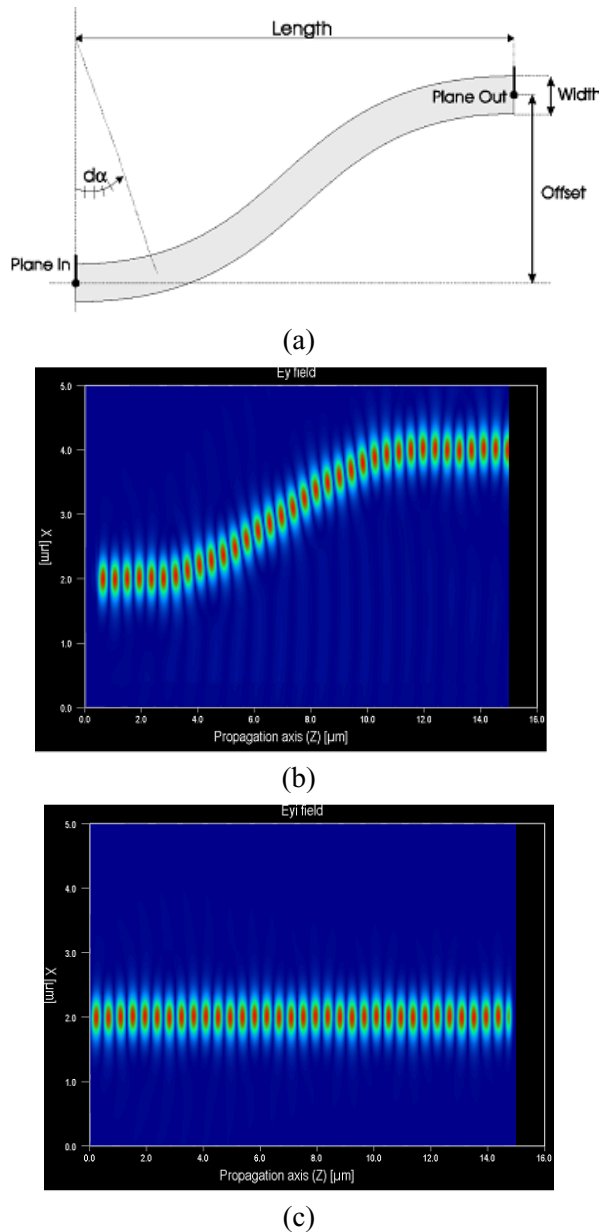 Length
Plane Out
Width
dα
Offset
Plane In
(a)
Ey field
5.0
4.0
3.0
X [µm]
2.0
1.0
0.0
0.0 2.0 4.0 6.0 8.0 10.0 12.0 14.0 16.0
Propagation axis (Z) [µm]
(b)
Eyi field
5.0
4.0
3.0
X [µm]
2.0
1.0
0.0
0.0 2.0 4.0 6.0 8.0 10.0 12.0 14.0 16.0
Propagation axis (Z) [µm]
(c)